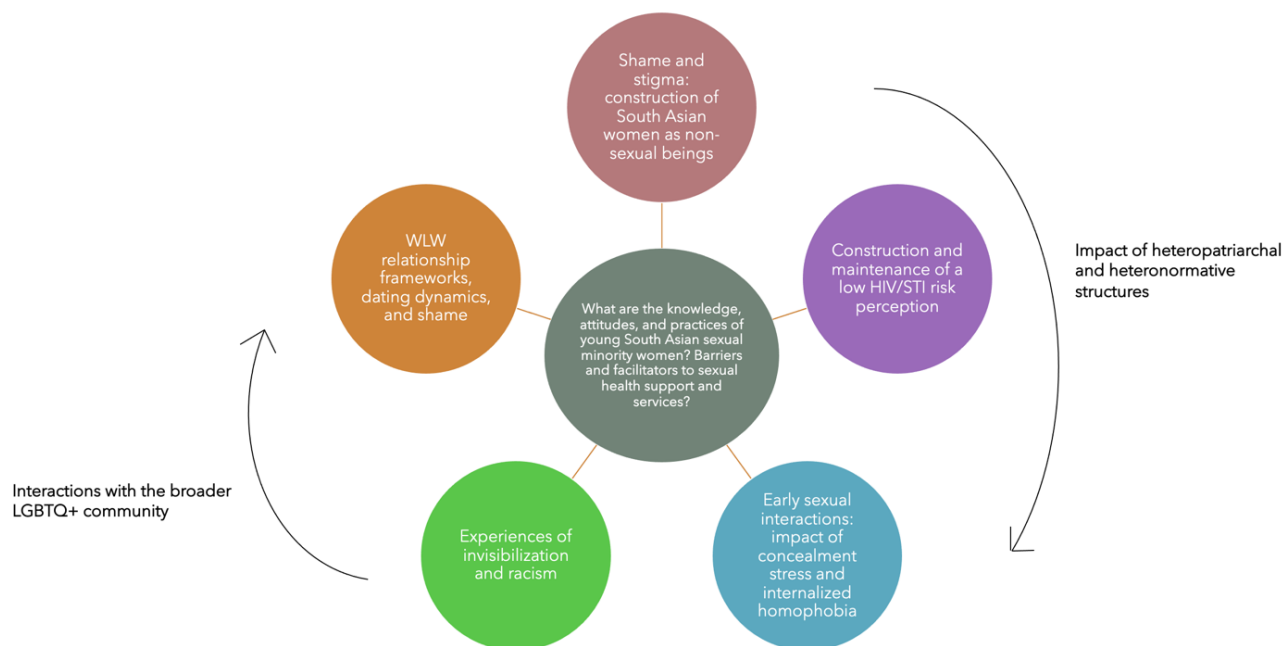 Shame and
stigma:
construction of
South Asian
women as non-
sexual beings
WLW
relationship
frameworks,
dating dynamics,
and shame
Construction and
maintenance of a
low HIV/STI risk
perception
Impact of heteropatriarchal
and heteronormative
structures
What are the knowledge,
attitudes, and practices of
young South Asian sexual
minority women? Barriers
and facilitators to sexual
health support and
services?
Interactions with the broader
LGBTQ+ community
Experiences of
invisibilization
and racism
Early sexual
interactions:
impact of
concealment
stress and
internalized
homophobia